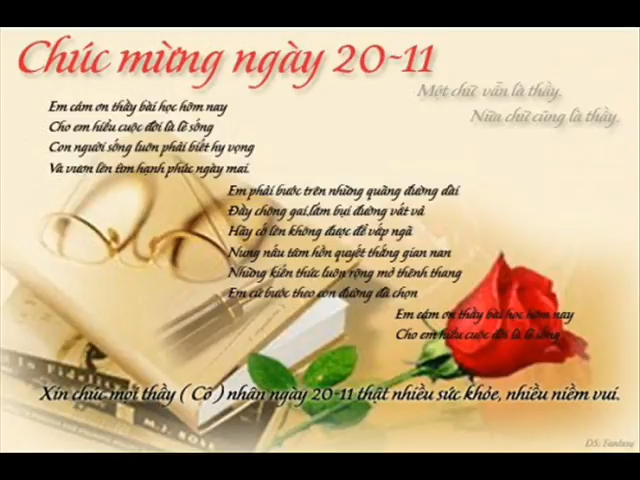 Chúc mừng ngày 20-11
Một chữ vẫn là thầy.
Nửa chữ cũng là thầy.
Em cám ơn thầy bài học hôm nay
Cho em hiểu cuộc đời là lẽ sống
Con người sống luôn phải biết hy vọng
Và vươn lên tìm hạnh phúc ngày mai.
Em phải bước trên những quãng đường dài
Đầy chông gai,lấm bụi đường vất vả
Hãy cố lên không được để vấp ngã
Nung nấu tâm hồn quyết thắng gian nan
Những kiến thức luôn rộng mở thênh thang
Em cứ bước theo con đường đã chọn
Em cám ơn thầy bài học hôm nay
Cho em hiểu cuộc đời là lẽ sống
Xin chúc mọi thầy ( Cô ) nhân ngày 20-11 thật nhiều sức khỏe, nhiều niềm vui.
M.J. ROSE
DS: Fantasy